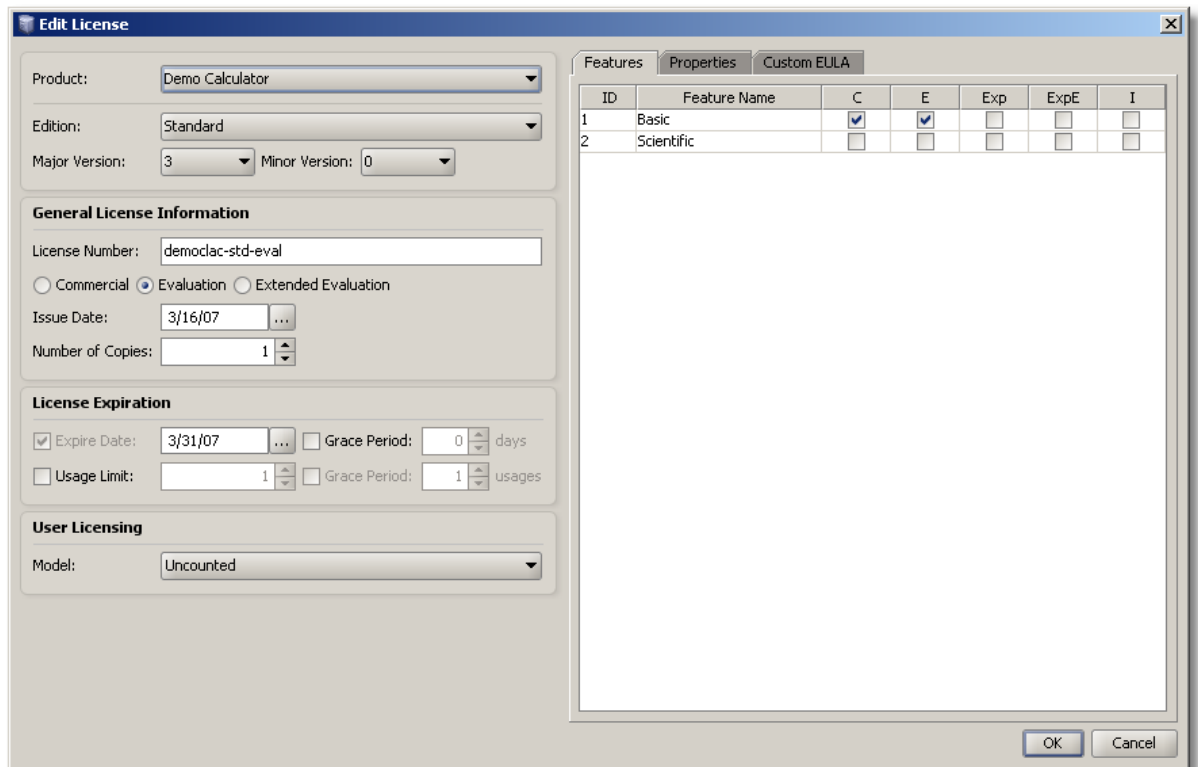 Edit License
Product: Demo Calculator
Edition: Standard
Major Version: 3 Minor Version: 0
General License Information
License Number: democlac-std-eval
Commercial Evaluation Extended Evaluation
Issue Date: 3/16/07 ...
Number of Copies: 1
License Expiration
Expire Date: 3/31/07 ... Grace Period: 0 days
Usage Limit: 1 Grace Period: 1 usages
User Licensing
Model: Uncounted
Features Properties Custom EULA
ID Feature Name C E Exp ExpE I
1 Basic
2 Scientific
OK Cancel